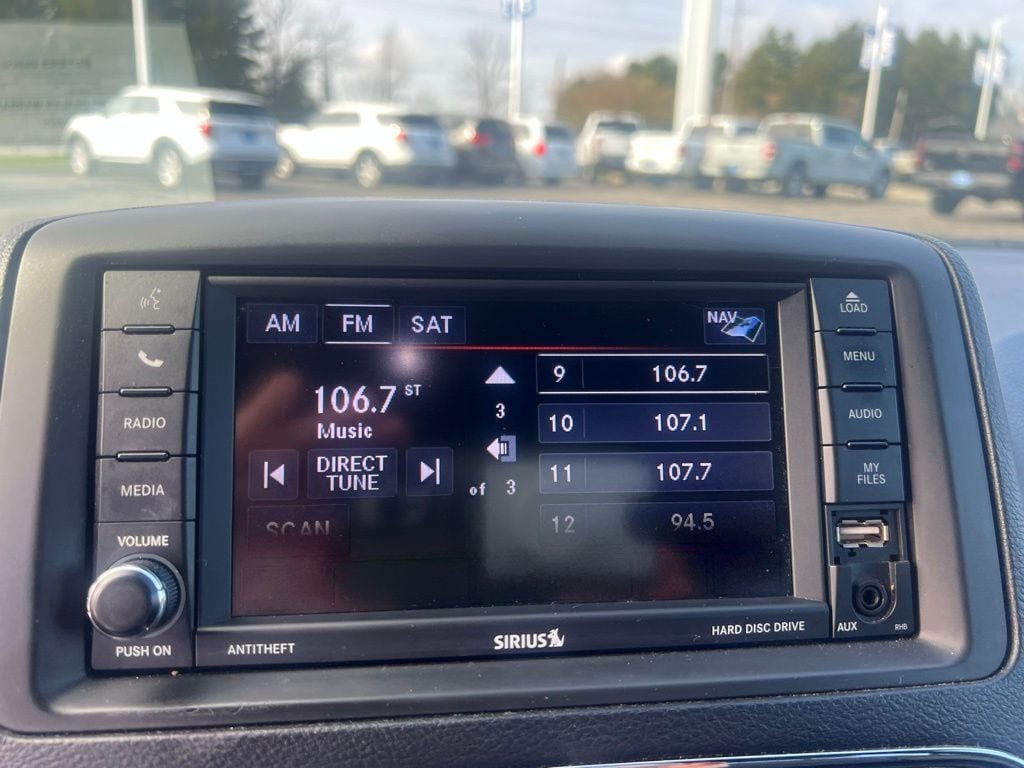 AM FM SAT NAV
106.7 ST
Music
DIRECT
TUNE
SCAN
3
of 3
9 106.7
10 107.1
11 107.7
12 94.5
RADIO
MEDIA
VOLUME
PUSH ON
LOAD
MENU
AUDIO
MY
FILES
AUX RHB
ANTITHEFT SIRIUS HARD DISC DRIVE